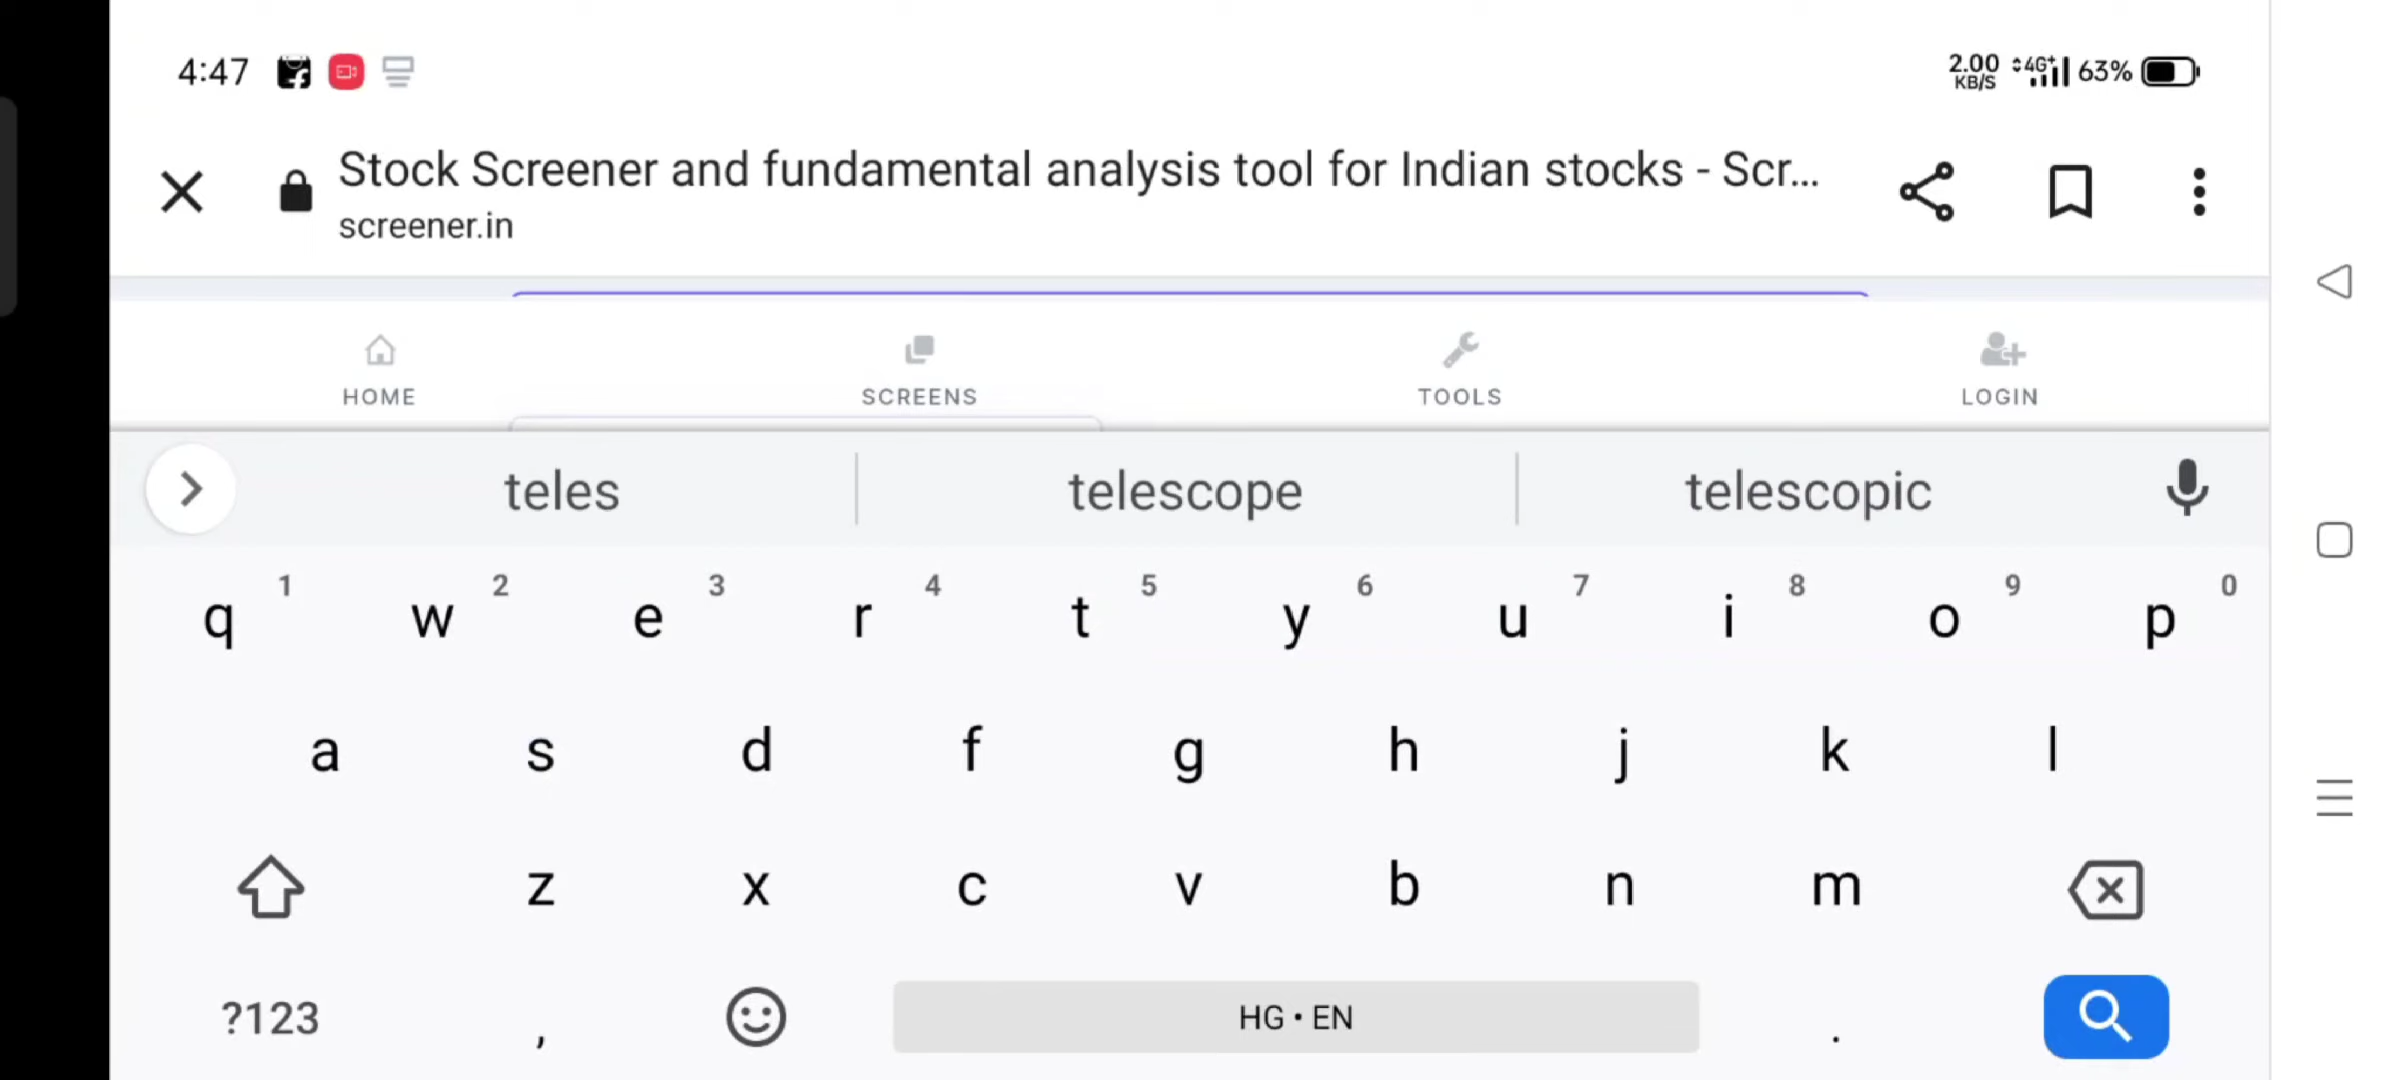 4:47
2.00 KB/S 4G+ 63%
Stock Screener and fundamental analysis tool for Indian stocks - Scr...
screener.in
HOME SCREENS TOOLS LOGIN
teles telescope telescopic
1 2 3 4 5 6 7 8 9 0
q w e r t y u i o p
a s d f g h j k l
z x c v b n m
?123 , HG • EN .